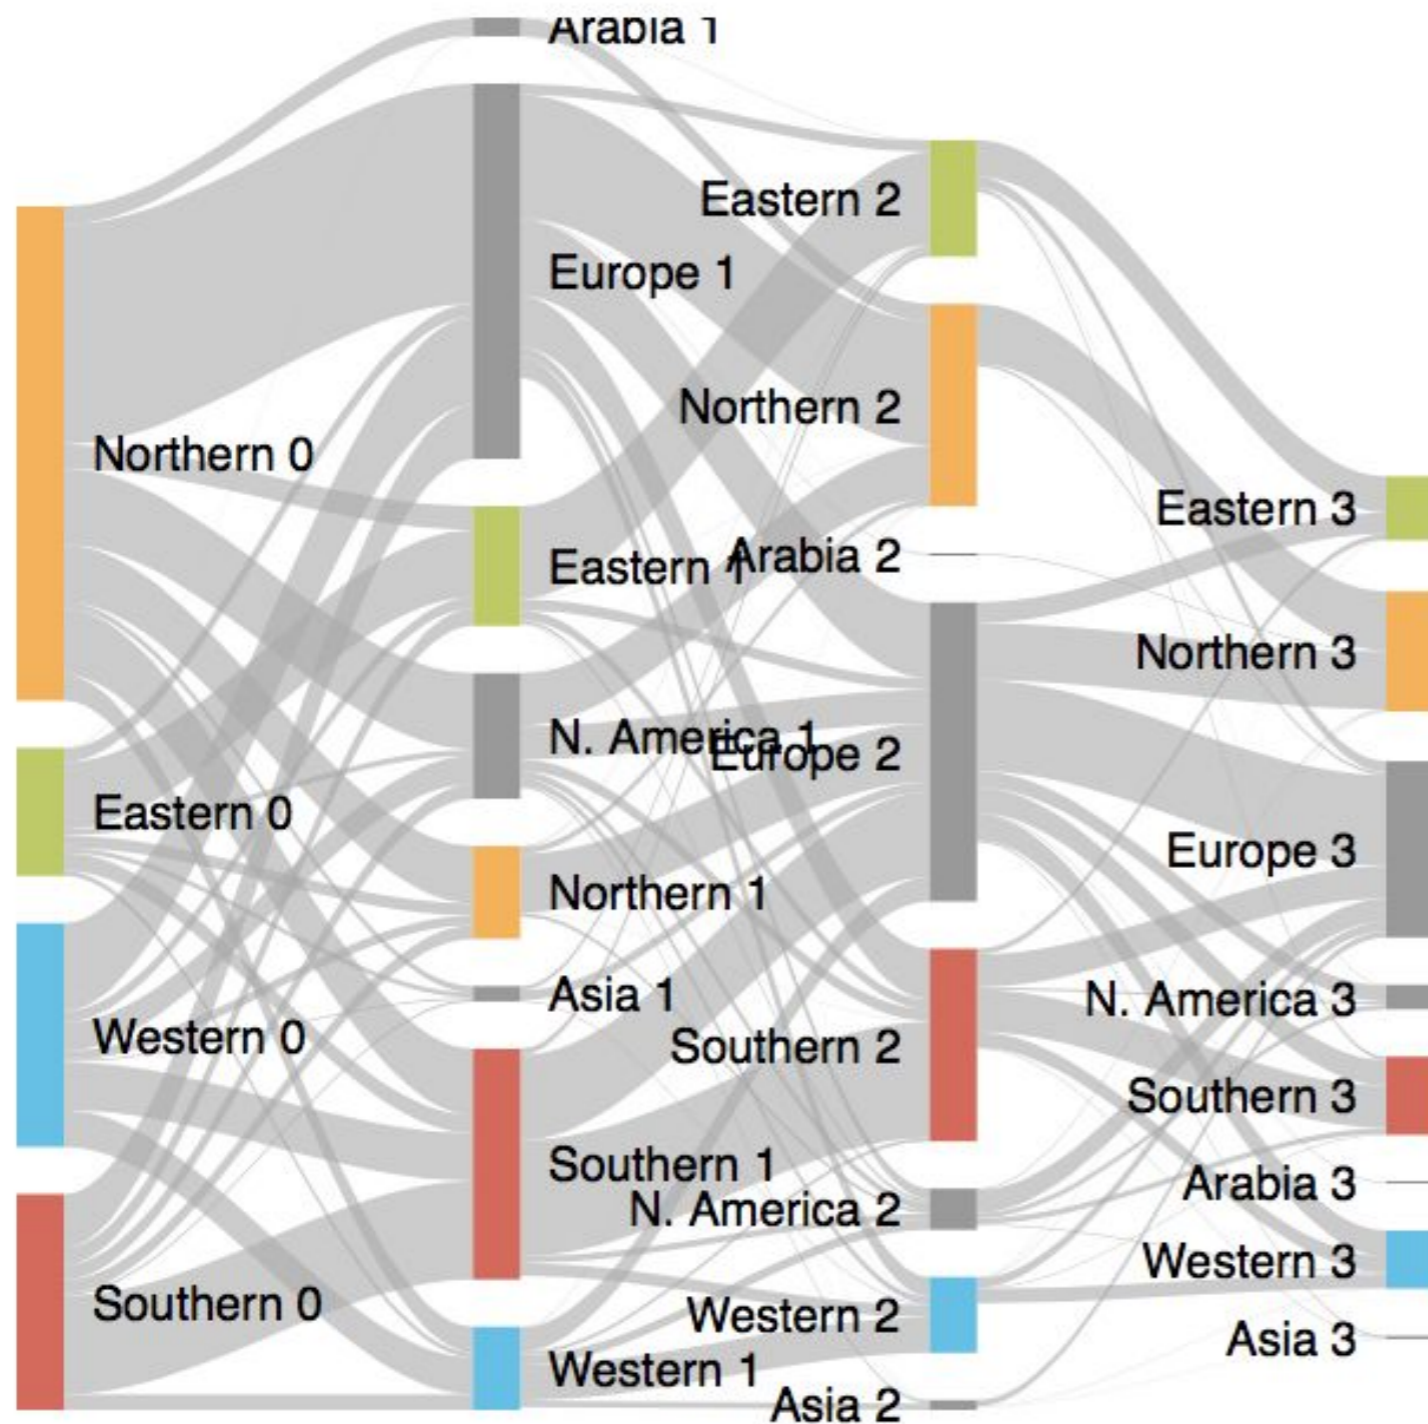 Arabia 1
Eastern 2
Europe 1
Northern 2
Northern 0
Eastern 3
Arabia 2
Eastern 1
Northern 3
N. America 1
Europe 2
Eastern 0
Europe 3
Northern 1
Asia 1
N. America 3
Western 0
Southern 2
Southern 3
Southern 1
Arabia 3
N. America 2
Western 3
Southern 0
Western 2
Asia 3
Western 1
Asia 2